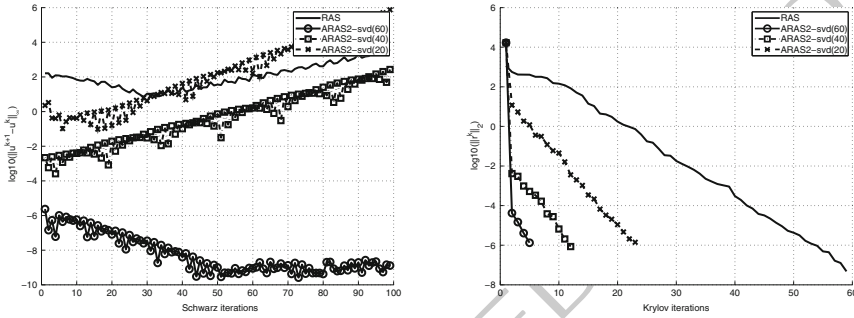 6
4
2
0
−2
−4
−6
−8
−10
0 10 20 30 40 50 60 70 80 90 100
Schwarz iterations
log10(||u^{k+1}−u^k||_∞)
RAS
ARAS2−svd(60)
ARAS2−svd(40)
ARAS2−svd(20)
6
4
2
0
−2
−4
−6
−8
0 10 20 30 40 50 60
Krylov iterations
log10(||r^k||_2)
RAS
ARAS2−svd(60)
ARAS2−svd(40)
ARAS2−svd(20)